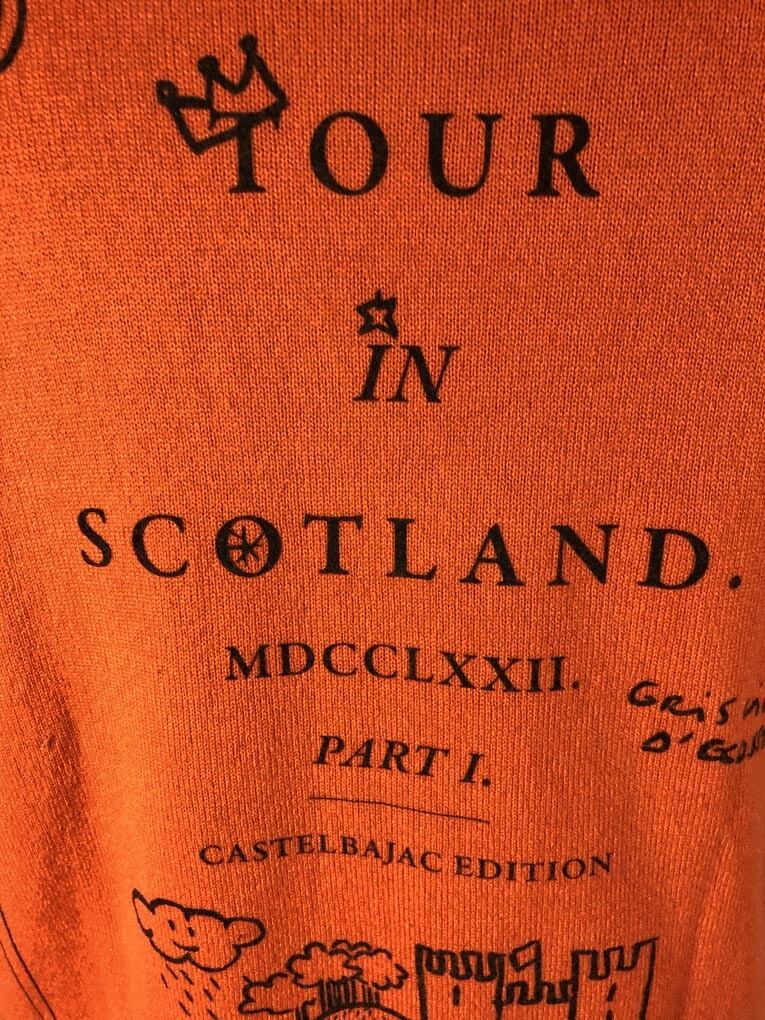 TOUR
IN
SCOTLAND.
MDCCLXXII.
PART I.
CASTELBAJAC EDITION